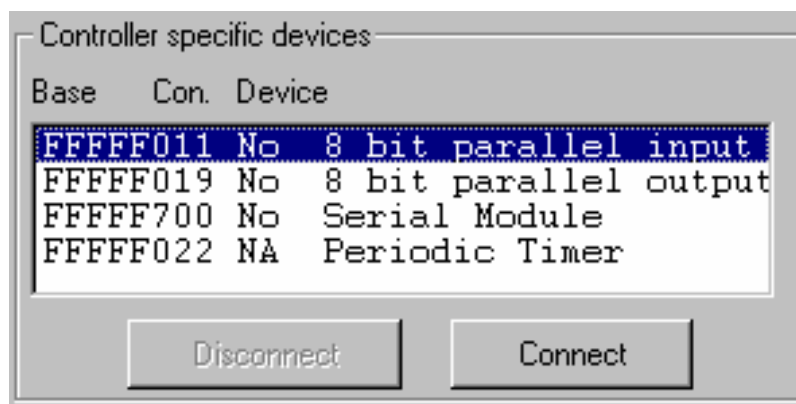 Controller specific devices
Base Con. Device
FFFFF011 No 8 bit parallel input
FFFFF019 No 8 bit parallel output
FFFFF700 No Serial Module
FFFFF022 NA Periodic Timer
Disconnect Connect